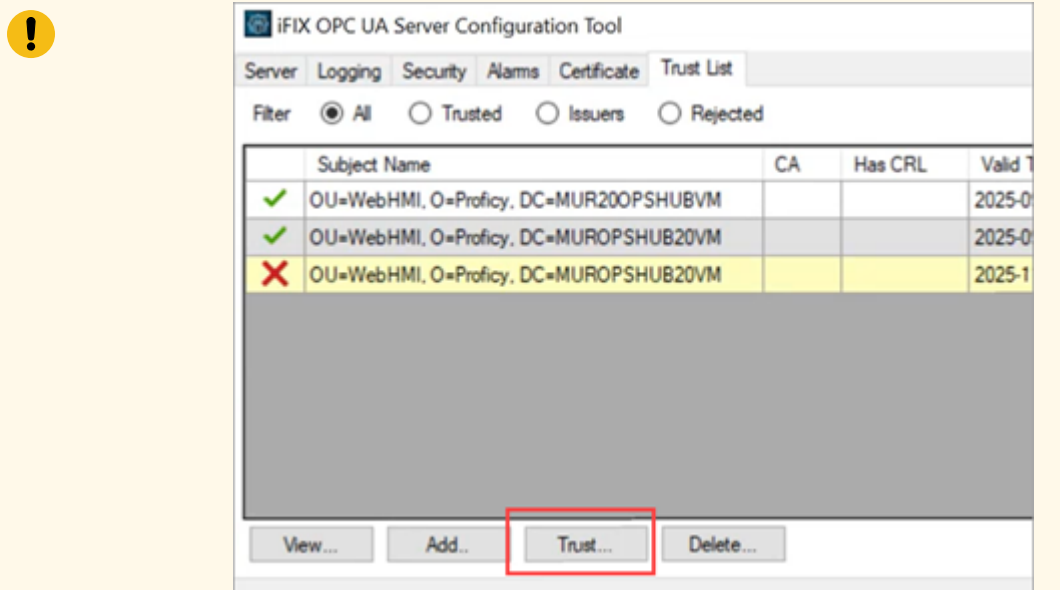 iFIX OPC UA Server Configuration Tool
Server Logging Security Alarms Certificate Trust List
Filter All Trusted Issuers Rejected
Subject Name CA Has CRL Valid T
OU=WebHMI, O=Proficy, DC=MUR20OPSHUBVM 2025-0
OU=WebHMI, O=Proficy, DC=MUROPSHUB20VM 2025-0
OU=WebHMI, O=Proficy, DC=MUROPSHUB20VM 2025-1
View... Add.. Trust... Delete...